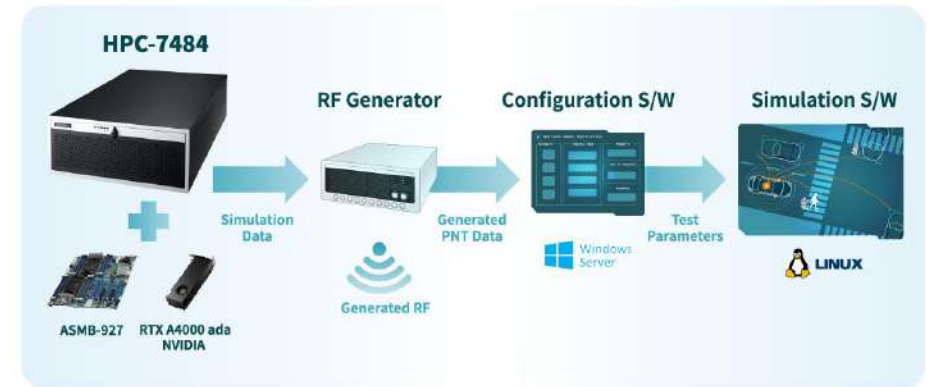 HPC-7484
RF Generator
Configuration S/W
Simulation S/W
Simulation
Data
Generated
PNT Data
Test
Parameters
Windows
Server
LINUX
Generated RF
ASMB-927
RTX A4000 ada
NVIDIA